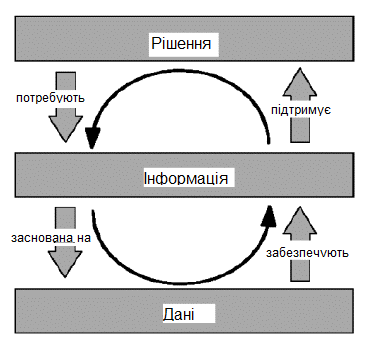 Рішення
потребують
підтримує
Інформація
заснована на
забезпечують
Дані